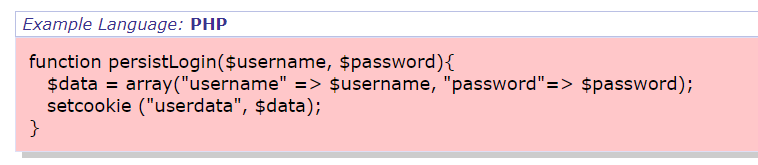 Example Language: PHP
function persistLogin($username, $password){
$data = array("username" => $username, "password"=> $password);
setcookie ("userdata", $data);
}